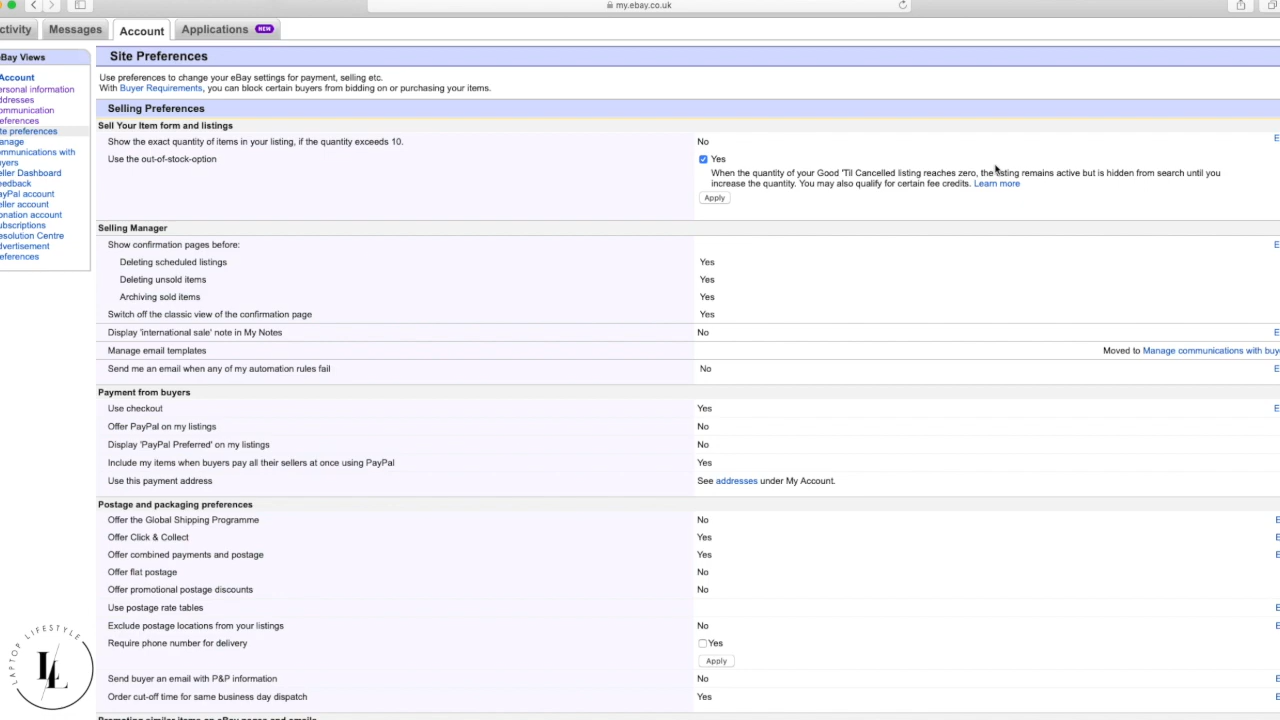 my.ebay.co.uk
ctivity Messages Account Applications NEW
eBay Views
Account
ersonal information
ddresses
ommunication
eferences
te preferences
anage
mmunications with
yers
ller Dashboard
eedback
ayPal account
ller account
onation account
ubscriptions
esolution Centre
dvertisement
eferences
Site Preferences
Use preferences to change your eBay settings for payment, selling etc.
With Buyer Requirements, you can block certain buyers from bidding on or purchasing your items.
Selling Preferences
Sell Your Item form and listings
Show the exact quantity of items in your listing, if the quantity exceeds 10. No E
Use the out-of-stock-option Yes
When the quantity of your Good 'Til Cancelled listing reaches zero, the listing remains active but is hidden from search until you
increase the quantity. You may also qualify for certain fee credits. Learn more
Apply
Selling Manager
Show confirmation pages before: E
Deleting scheduled listings Yes
Deleting unsold items Yes
Archiving sold items Yes
Switch off the classic view of the confirmation page Yes
Display 'international sale' note in My Notes No E
Manage email templates Moved to Manage communications with buye
Send me an email when any of my automation rules fail No E
Payment from buyers
Use checkout Yes E
Offer PayPal on my listings No
Display 'PayPal Preferred' on my listings No
Include my items when buyers pay all their sellers at once using PayPal Yes
Use this payment address See addresses under My Account.
Postage and packaging preferences
Offer the Global Shipping Programme No E
Offer Click & Collect Yes E
Offer combined payments and postage Yes E
Offer flat postage No
Offer promotional postage discounts No
Use postage rate tables E
Exclude postage locations from your listings No E
Require phone number for delivery Yes
Apply
Send buyer an email with P&P information No E
Order cut-off time for same business day dispatch Yes E
Promoting similar items on eBay pages and emails
LAPTOP LIFESTYLE
LL